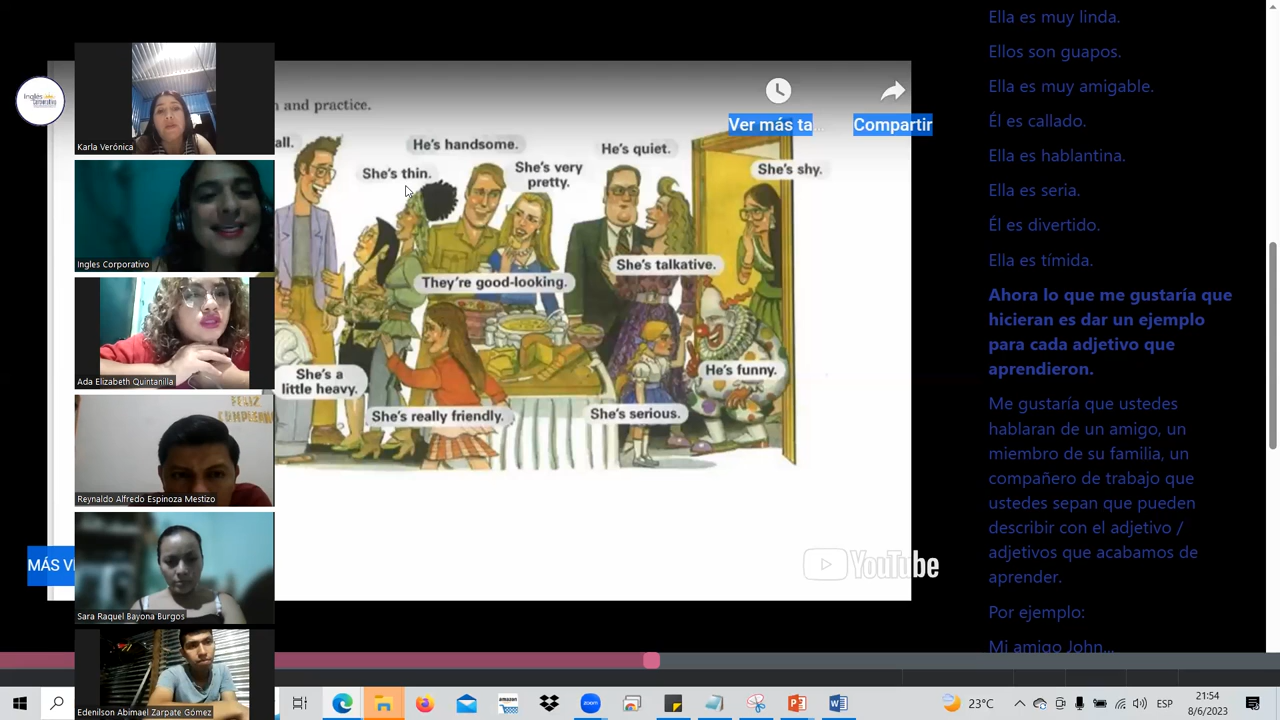 Inglés
Corporativo
n and practice.
all.
He's handsome.
He's quiet.
She's thin.
She's very
pretty.
She's shy.
She's talkative.
They're good-looking.
She's a
little heavy.
He's funny.
She's really friendly.
She's serious.
Ver más ta...
Compartir
MÁS V
YouTube
Karla Verónica
Ingles Corporativo
Ada Elizabeth Quintanilla
FELIZ
Reynaldo Alfredo Espinoza Mestizo
Sara Raquel Bayona Burgos
Edenilson Abimael Zarpate Gómez
Ella es muy linda.
Ellos son guapos.
Ella es muy amigable.
Él es callado.
Ella es hablantina.
Ella es seria.
Él es divertido.
Ella es tímida.
Ahora lo que me gustaría que
hicieran es dar un ejemplo
para cada adjetivo que
aprendieron.
Me gustaría que ustedes
hablaran de un amigo, un
miembro de su familia, un
compañero de trabajo que
ustedes sepan que pueden
describir con el adjetivo /
adjetivos que acabamos de
aprender.
Por ejemplo:
Mi amigo John...
amazon
zoom
23°C
ESP
21:54
8/6/2023